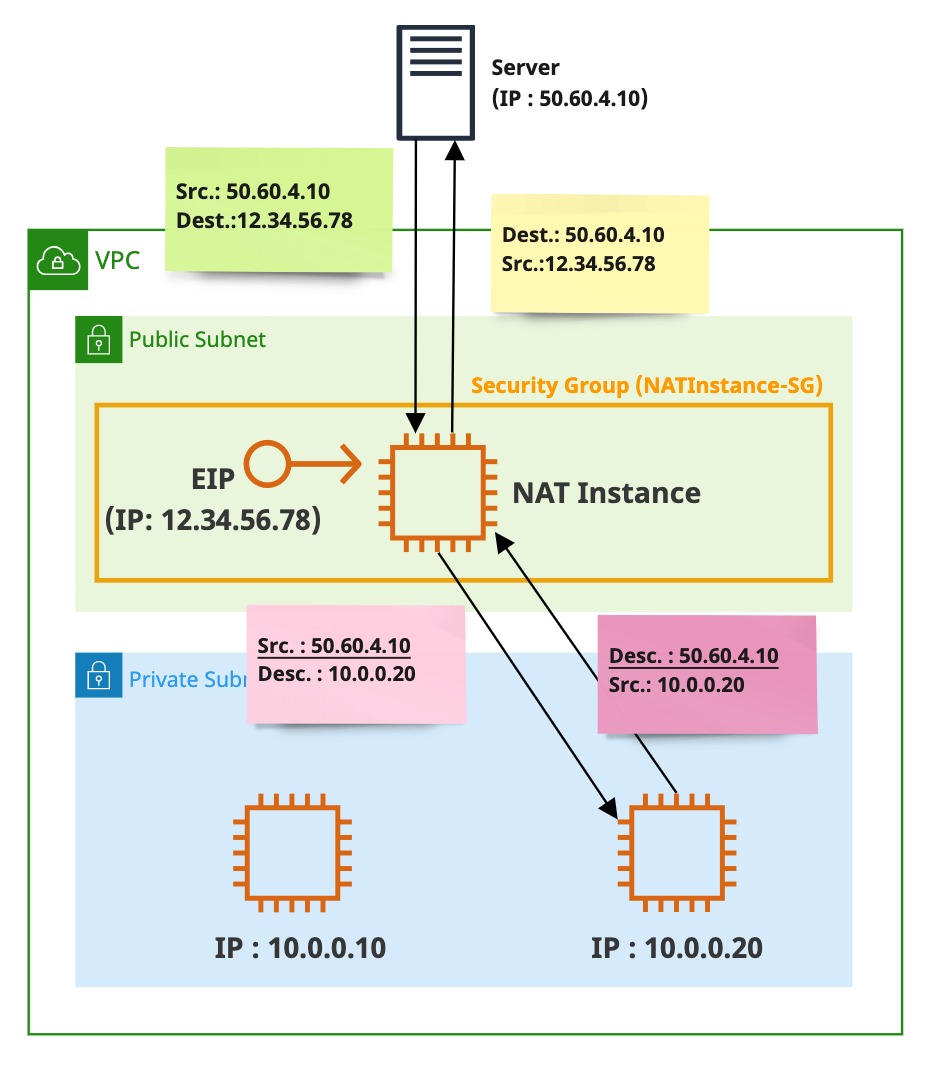 Server
(IP : 50.60.4.10)
Src.: 50.60.4.10
Dest.:12.34.56.78
Dest.: 50.60.4.10
Src.:12.34.56.78
VPC
Public Subnet
Security Group (NATInstance-SG)
EIP
(IP: 12.34.56.78)
NAT Instance
Src. : 50.60.4.10
Desc. : 10.0.0.20
Desc. : 50.60.4.10
Src.: 10.0.0.20
Private Subn
IP : 10.0.0.10
IP : 10.0.0.20